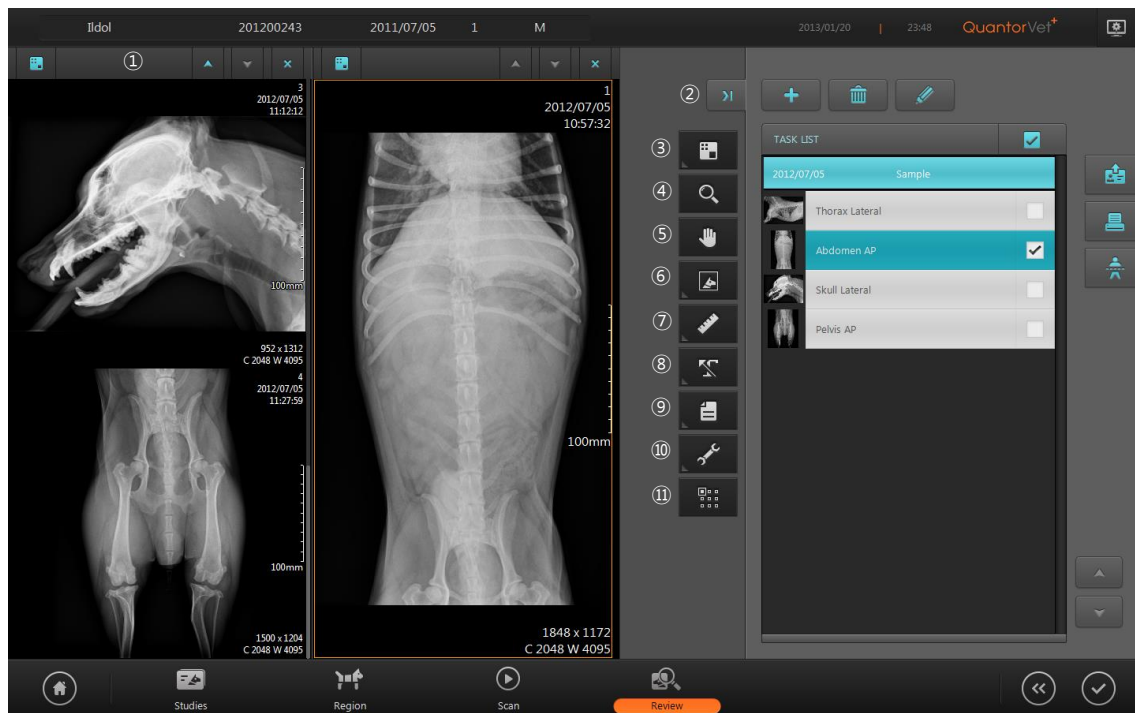 Ildol 201200243 2011/07/05 1 M 2013/01/20 | 23:48 QuantorVet+
①
3
2012/07/05
11:12:12
100mm
952 x 1312
C 2048 W 4095
4
2012/07/05
11:27:59
100mm
1500 x 1204
C 2048 W 4095
1
2012/07/05
10:57:32
100mm
1848 x 1172
C 2048 W 4095
②
③
④
⑤
⑥
⑦
⑧
⑨
⑩
⑪
TASK LIST
2012/07/05 Sample
Thorax Lateral
Abdomen AP
Skull Lateral
Pelvis AP
Studies Region Scan Review